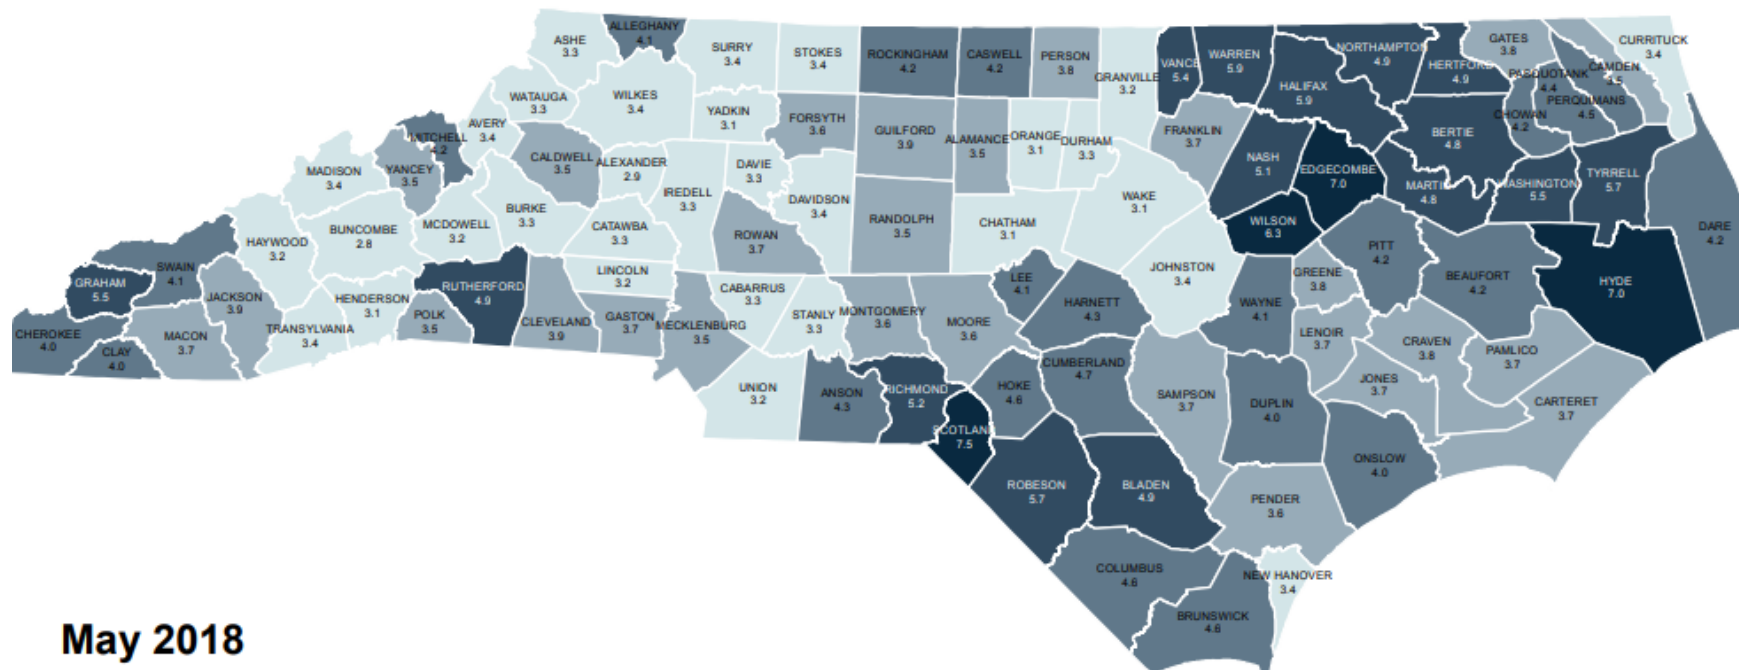 ALLEGHANY
4.1
ASHE
3.3
SURRY
3.4
STOKES
3.4
ROCKINGHAM
4.2
CASWELL
4.2
PERSON
3.8
GRANVILLE
3.2
VANCE
5.4
WARREN
5.9
NORTHAMPTON
4.9
HERTFORD
4.9
GATES
3.8
CURRITUCK
3.4
CAMDEN
3.5
PASQUOTANK
4.4
PERQUIMANS
4.5
CHOWAN
4.2
HALIFAX
5.9
WATAUGA
3.3
WILKES
3.4
YADKIN
3.1
FORSYTH
3.6
GUILFORD
3.9
ALAMANCE
3.5
ORANGE
3.1
DURHAM
3.3
FRANKLIN
3.7
BERTIE
4.8
MITCHELL
4.2
AVERY
3.4
CALDWELL
3.5
ALEXANDER
2.9
DAVIE
3.3
NASH
5.1
EDGECOMBE
7.0
MARTIN
4.8
WASHINGTON
5.5
TYRRELL
5.7
MADISON
3.4
YANCEY
3.5
IREDELL
3.3
DAVIDSON
3.4
RANDOLPH
3.5
CHATHAM
3.1
WAKE
3.1
WILSON
6.3
DARE
4.2
BUNCOMBE
2.8
MCDOWELL
3.2
BURKE
3.3
CATAWBA
3.3
ROWAN
3.7
PITT
4.2
HAYWOOD
3.2
SWAIN
4.1
GRAHAM
5.5
RUTHERFORD
4.9
LINCOLN
3.2
CABARRUS
3.3
LEE
4.1
JOHNSTON
3.4
GREENE
3.8
BEAUFORT
4.2
HYDE
7.0
JACKSON
3.9
HENDERSON
3.1
POLK
3.5
CLEVELAND
3.9
GASTON
3.7
MECKLENBURG
3.5
STANLY
3.3
MONTGOMERY
3.6
MOORE
3.6
HARNETT
4.3
WAYNE
4.1
CHEROKEE
4.0
CLAY
4.0
MACON
3.7
TRANSYLVANIA
3.4
LENOIR
3.7
CRAVEN
3.8
PAMLICO
3.7
CUMBERLAND
4.7
JONES
3.7
UNION
3.2
ANSON
4.3
RICHMOND
5.2
HOKE
4.6
SAMPSON
3.7
DUPLIN
4.0
CARTERET
3.7
SCOTLAND
7.5
ONSLOW
4.0
ROBESON
5.7
BLADEN
4.9
PENDER
3.6
COLUMBUS
4.6
NEW HANOVER
3.4
BRUNSWICK
4.6
May 2018